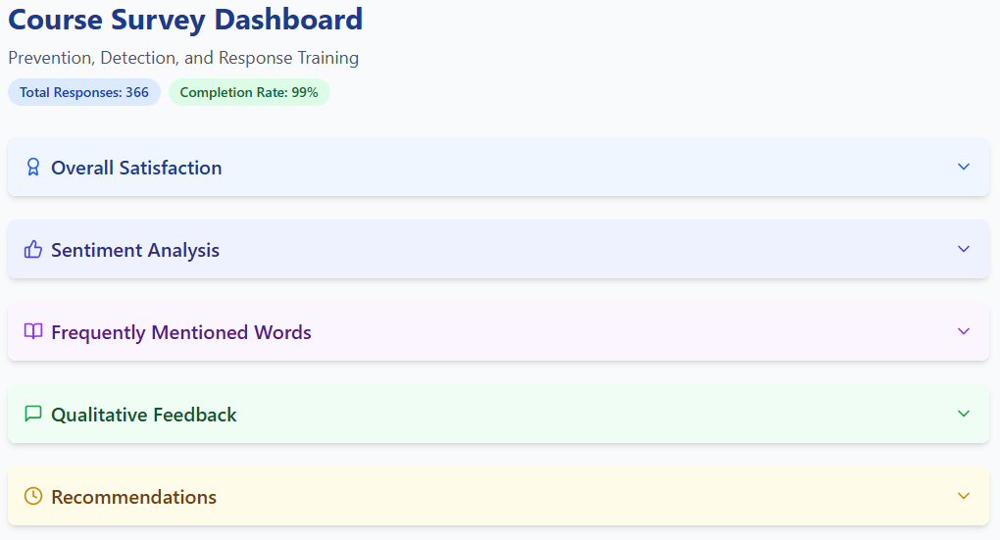 Course Survey Dashboard
Prevention, Detection, and Response Training
Total Responses: 366 Completion Rate: 99%
Overall Satisfaction
Sentiment Analysis
Frequently Mentioned Words
Qualitative Feedback
Recommendations